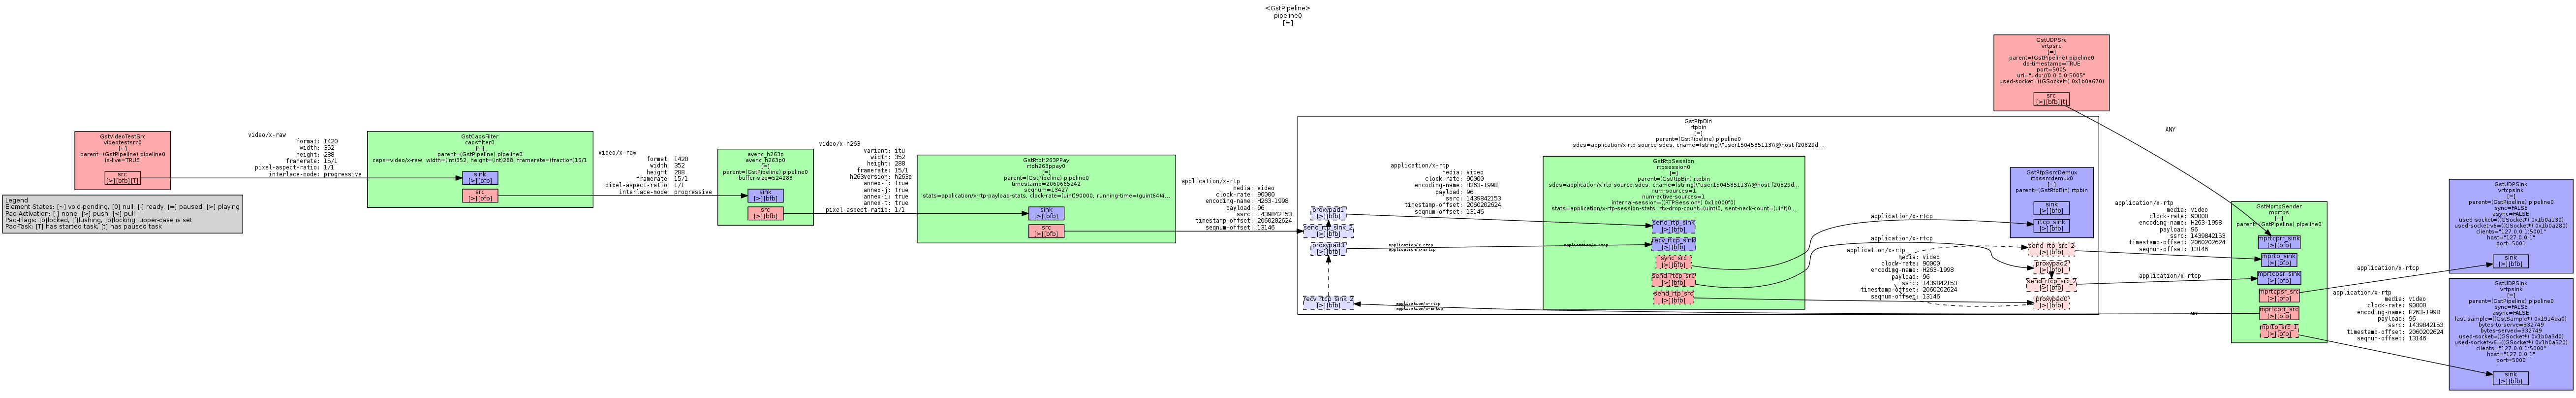 <GstPipeline>
pipeline0
[=]
GstVideoTestSrc
videotestsrc0
[=]
parent=(GstPipeline) pipeline0
is-live=TRUE
src
[>][bfb][T]
Legend
Element-States: [~] void-pending, [0] null, [-] ready, [=] paused, [>] playing
Pad-Activation: [-] none, [>] push, [<] pull
Pad-Flags: [b]locked, [f]lushing, [b]locking; upper-case is set
Pad-Task: [T] has started task, [t] has paused task
video/x-raw
format: I420
width: 352
height: 288
framerate: 15/1
pixel-aspect-ratio: 1/1
interlace-mode: progressive
GstCapsFilter
capsfilter0
[=]
parent=(GstPipeline) pipeline0
caps=video/x-raw, width=(int)352, height=(int)288, framerate=(fraction)15/1
sink
[>][bfb]
src
[>][bfb]
video/x-raw
format: I420
width: 352
height: 288
framerate: 15/1
pixel-aspect-ratio: 1/1
interlace-mode: progressive
avenc_h263p
avenc_h263p0
[=]
parent=(GstPipeline) pipeline0
buffer-size=524288
sink
[>][bfb]
src
[>][bfb]
video/x-h263
variant: itu
width: 352
height: 288
framerate: 15/1
h263version: h263p
annex-f: true
annex-j: true
annex-i: true
annex-t: true
pixel-aspect-ratio: 1/1
GstRtpH263PPay
rtph263ppay0
[=]
parent=(GstPipeline) pipeline0
timestamp=2060665242
seqnum=13427
stats=application/x-rtp-payload-stats, clock-rate=(uint)90000, running-time=(guint64)4…
sink
[>][bfb]
src
[>][bfb]
application/x-rtp
media: video
clock-rate: 90000
encoding-name: H263-1998
payload: 96
ssrc: 1439842153
timestamp-offset: 2060202624
seqnum-offset: 13146
GstRtpBin
rtpbin
[=]
parent=(GstPipeline) pipeline0
sdes=application/x-rtp-source-sdes, cname=(string)\"user1504585113\\@host-f20829d…
proxypad1
[>][bfb]
send_rtp_sink_2
[>][bfb]
proxypad3
[>][bfb]
recv_rtcp_sink_2
[>][bfb]
application/x-rtp
media: video
clock-rate: 90000
encoding-name: H263-1998
payload: 96
ssrc: 1439842153
timestamp-offset: 2060202624
seqnum-offset: 13146
application/x-rtcp
application/x-srtcp
application/x-rtcp
application/x-rtcp
application/x-srtcp
GstRtpSession
rtpsession0
[=]
parent=(GstRtpBin) rtpbin
sdes=application/x-rtp-source-sdes, cname=(string)\"user1504585113\\@host-f20829d…
num-sources=1
num-active-sources=1
internal-session=((RTPSession*) 0x1b000f0)
stats=application/x-rtp-session-stats, rtx-drop-count=(uint)0, sent-nack-count=(uint)0…
send_rtp_sink
[>][bfb]
recv_rtcp_sink
[>][bfb]
sync_src
[>][bfb]
send_rtcp_src
[>][bfb]
send_rtp_src
[>][bfb]
application/x-rtcp
application/x-rtcp
application/x-rtp
media: video
clock-rate: 90000
encoding-name: H263-1998
payload: 96
ssrc: 1439842153
timestamp-offset: 2060202624
seqnum-offset: 13146
GstRtpSsrcDemux
rtpssrcdemux0
[=]
parent=(GstRtpBin) rtpbin
sink
[>][bfb]
rtcp_sink
[>][bfb]
send_rtp_src_2
[>][bfb]
proxypad2
[>][bfb]
send_rtcp_src_2
[>][bfb]
proxypad0
[>][bfb]
GstUDPSrc
vrtpsrc
[=]
parent=(GstPipeline) pipeline0
do-timestamp=TRUE
port=5005
uri="udp://0.0.0.0:5005"
used-socket=((GSocket*) 0x1b0a670)
src
[>][bfb][t]
ANY
application/x-rtp
media: video
clock-rate: 90000
encoding-name: H263-1998
payload: 96
ssrc: 1439842153
timestamp-offset: 2060202624
seqnum-offset: 13146
application/x-rtcp
ANY
GstMprtpSender
mprtps
[=]
parent=(GstPipeline) pipeline0
mprtcprr_sink
[>][bfb]
mprtp_sink
[>][bfb]
mprtcpsr_sink
[>][bfb]
mprtcpsr_src
[>][bfb]
mprtcprr_src
[>][bfb]
mprtp_src_1
[>][bfb]
application/x-rtcp
application/x-rtp
media: video
clock-rate: 90000
encoding-name: H263-1998
payload: 96
ssrc: 1439842153
timestamp-offset: 2060202624
seqnum-offset: 13146
GstUDPSink
vrtcpsink
[=]
parent=(GstPipeline) pipeline0
sync=FALSE
async=FALSE
used-socket=((GSocket*) 0x1b0a130)
used-socket-v6=((GSocket*) 0x1b0a280)
clients="127.0.0.1:5001"
host="127.0.0.1"
port=5001
sink
[>][bfb]
GstUDPSink
vrtpsink
[=]
parent=(GstPipeline) pipeline0
sync=FALSE
async=FALSE
last-sample=((GstSample*) 0x1914aa0)
bytes-to-serve=332749
bytes-served=332749
used-socket=((GSocket*) 0x1b0a3d0)
used-socket-v6=((GSocket*) 0x1b0a520)
clients="127.0.0.1:5000"
host="127.0.0.1"
port=5000
sink
[>][bfb]